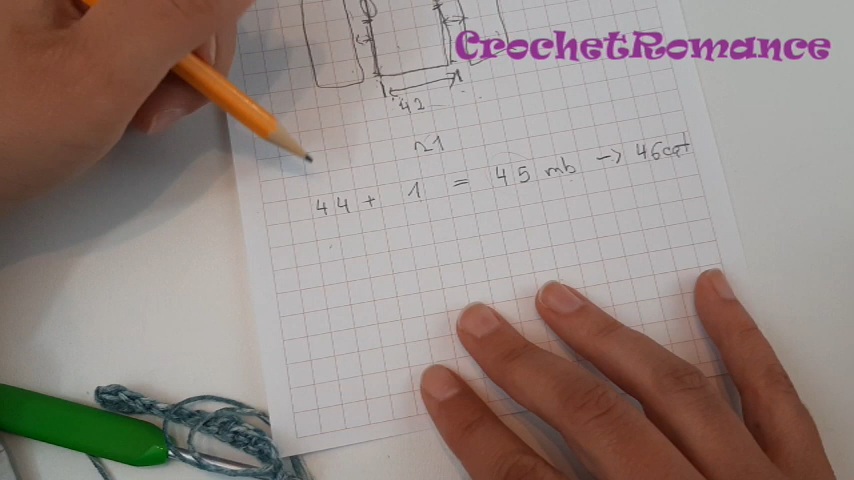 CrochetRomance
42
n1
44 + 1 = 45 mb → 46cat